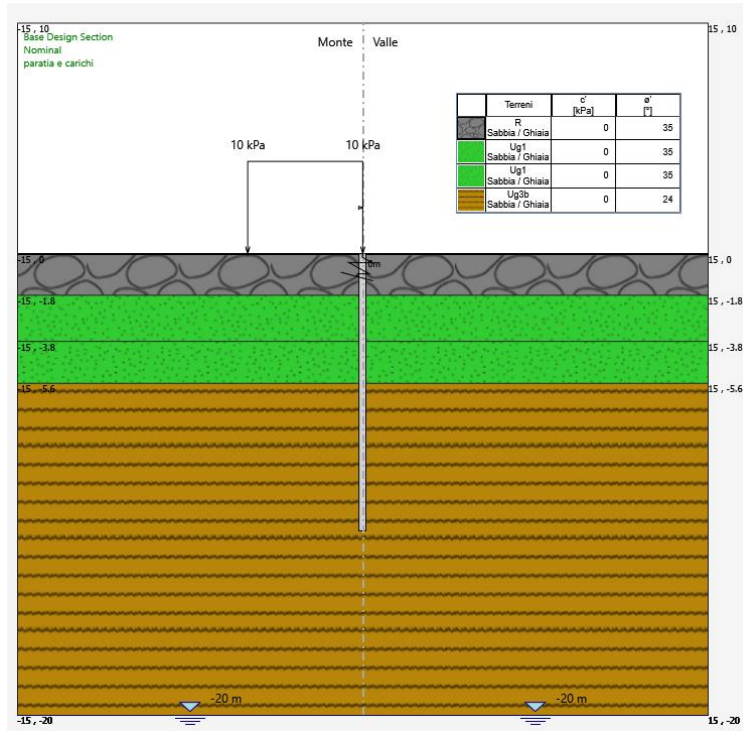 -15 , 10
15 , 10
Base Design Section
Nominal
paratia e carichi
Monte
Valle
Terreni
c'
[kPa]
ø'
[°]
R
Sabbia / Ghiaia
0
35
Ug1
Sabbia / Ghiaia
0
35
Ug1
Sabbia / Ghiaia
0
35
Ug3b
Sabbia / Ghiaia
0
24
10 kPa
10 kPa
-15 , 0
0m
15 , 0
-15 , -1.8
15 , -1.8
-15 , -3.8
15 , -3.8
-15 , -5.6
15 , -5.6
-20 m
-20 m
-15 , -20
15 , -20